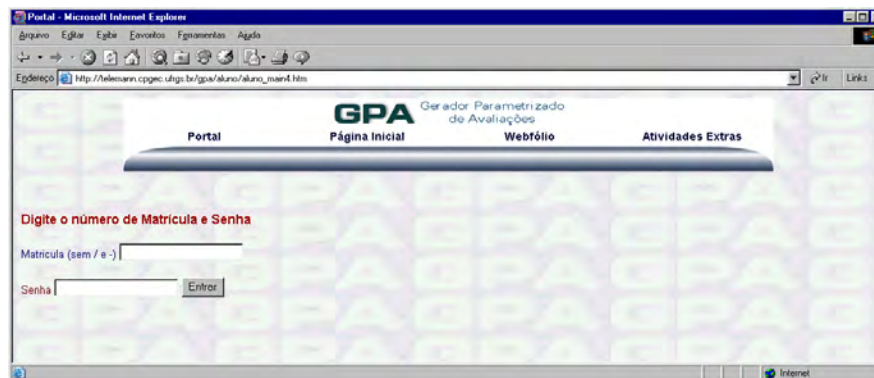 Portal - Microsoft Internet Explorer
Arquivo Editar Exibir Favoritos Ferramentas Ajuda
Endereço http://telemann.cpgec.ufrgs.br/gpa/aluno/aluno_main4.htm Ir Links
GPA Gerador Parametrizado
de Avaliações
Portal Página Inicial Webfólio Atividades Extras
Digite o número de Matrícula e Senha
Matricula (sem / e -)
Senha Entrar
Internet